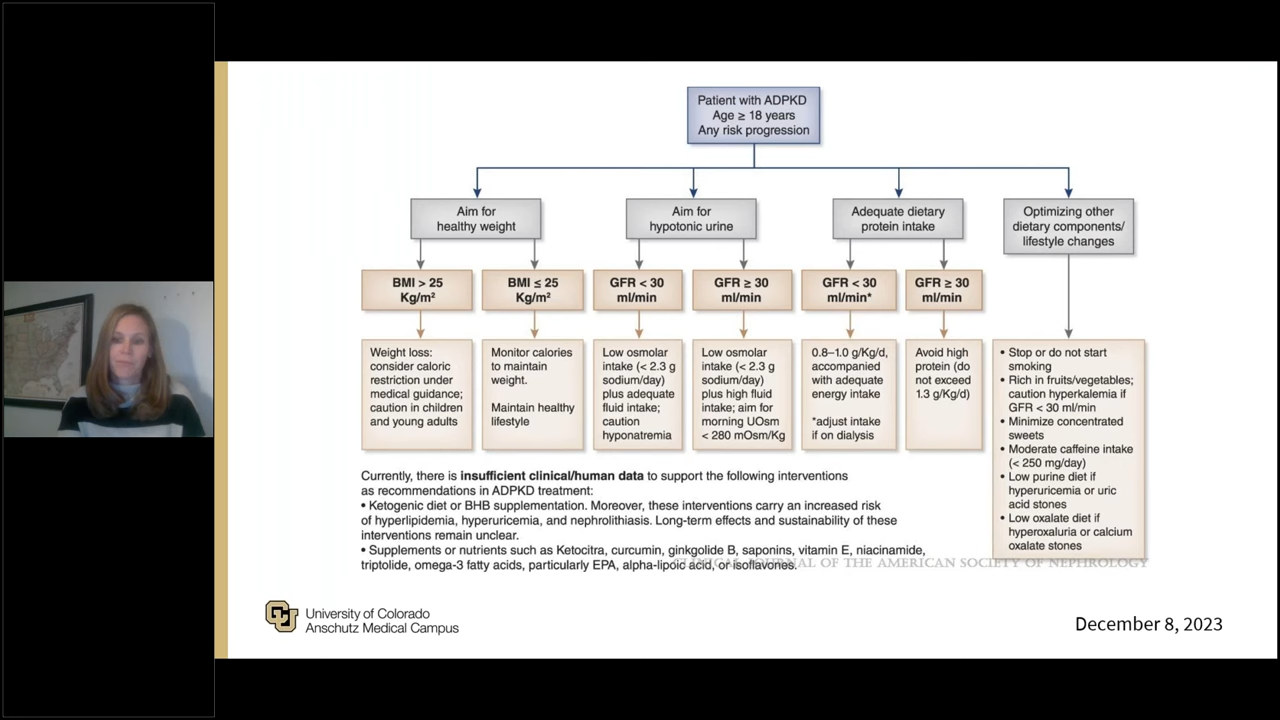 Patient with ADPKD
Age ≥ 18 years
Any risk progression
Aim for
healthy weight
Aim for
hypotonic urine
Adequate dietary
protein intake
Optimizing other
dietary components/
lifestyle changes
BMI > 25
Kg/m²
BMI ≤ 25
Kg/m²
GFR < 30
ml/min
GFR ≥ 30
ml/min
GFR < 30
ml/min*
GFR ≥ 30
ml/min
Weight loss:
consider caloric
restriction under
medical guidance;
caution in children
and young adults
Monitor calories
to maintain
weight.
Maintain healthy
lifestyle
Low osmolar
intake (< 2.3 g
sodium/day)
plus adequate
fluid intake;
caution
hyponatremia
Low osmolar
intake (< 2.3 g
sodium/day)
plus high fluid
intake; aim for
morning UOsm
< 280 mOsm/Kg
0.8–1.0 g/Kg/d,
accompanied
with adequate
energy intake
*adjust intake
if on dialysis
Avoid high
protein (do
not exceed
1.3 g/Kg/d)
• Stop or do not start
smoking
• Rich in fruits/vegetables;
caution hyperkalemia if
GFR < 30 ml/min
• Minimize concentrated
sweets
• Moderate caffeine intake
(< 250 mg/day)
• Low purine diet if
hyperuricemia or uric
acid stones
• Low oxalate diet if
hyperoxaluria or calcium
oxalate stones
Currently, there is insufficient clinical/human data to support the following interventions
as recommendations in ADPKD treatment:
• Ketogenic diet or BHB supplementation. Moreover, these interventions carry an increased risk
of hyperlipidemia, hyperuricemia, and nephrolithiasis. Long-term effects and sustainability of these
interventions remain unclear.
• Supplements or nutrients such as Ketocitra, curcumin, ginkgolide B, saponins, vitamin E, niacinamide,
triptolide, omega-3 fatty acids, particularly EPA, alpha-lipoic acid, or isoflavones.
CLINICAL JOURNAL OF THE AMERICAN SOCIETY OF NEPHROLOGY
University of Colorado
Anschutz Medical Campus
December 8, 2023